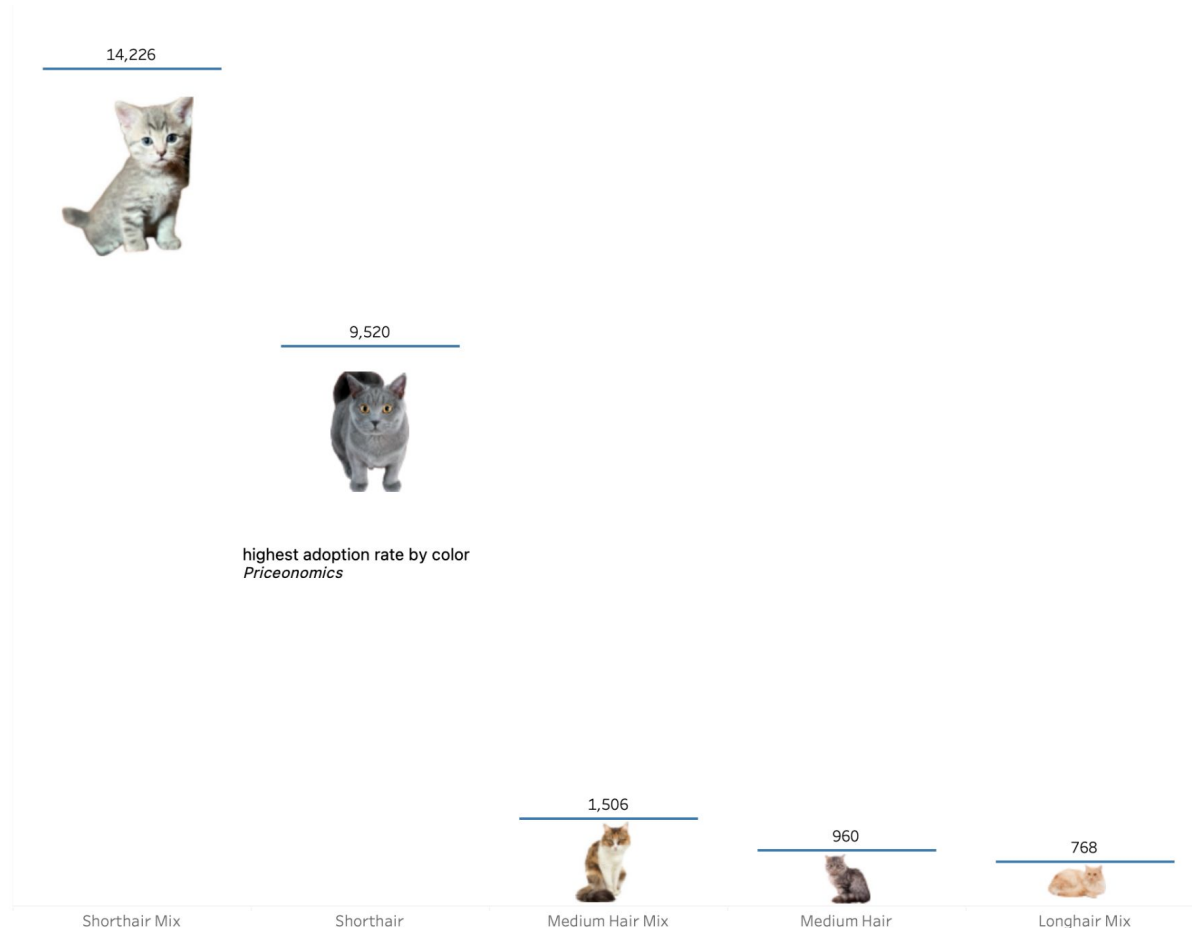 14,226
9,520
highest adoption rate by color
Priceonomics
1,506
960
768
Shorthair Mix
Shorthair
Medium Hair Mix
Medium Hair
Longhair Mix